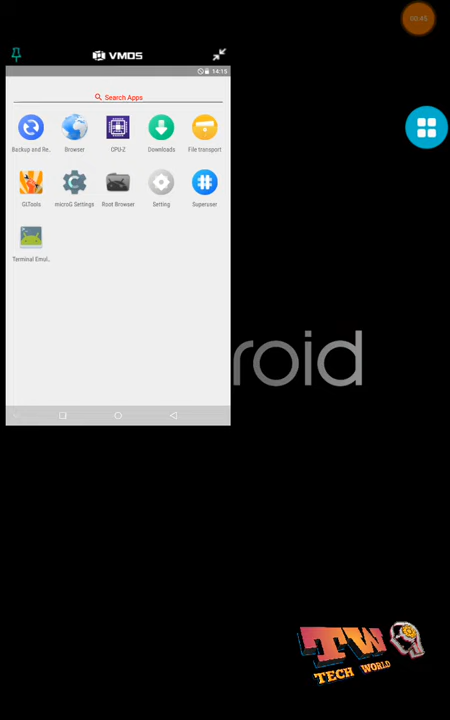 00:45
VMOS
14:15
Search Apps
Backup and Re..
Browser
CPU-Z
Downloads
File transport
GLTools
microG Settings
Root Browser
Setting
Superuser
Terminal Emul..
roid
TW
TECH WORLD